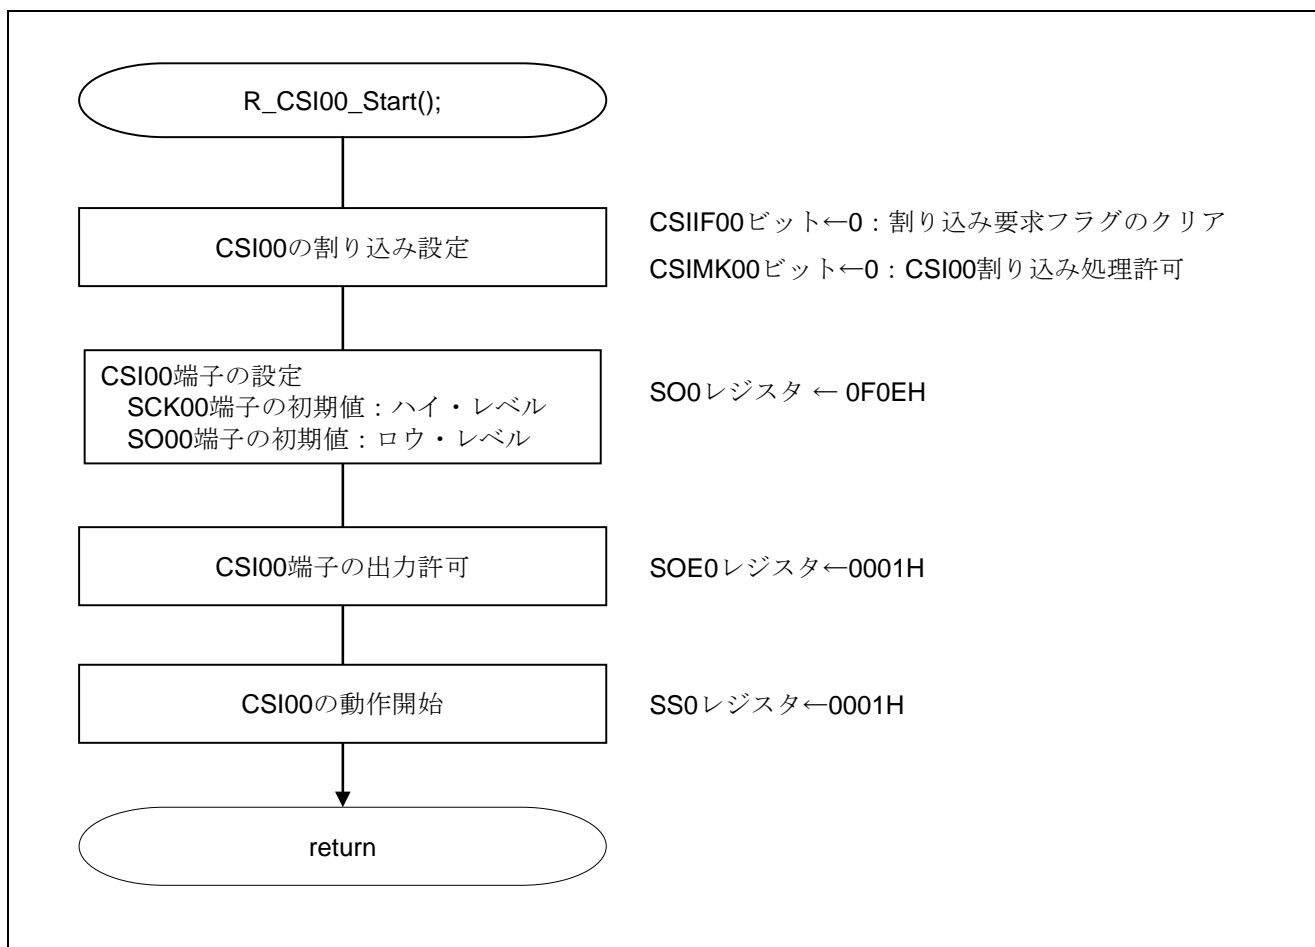 R_CSI00_Start();
CSI00の割り込み設定
CSIIF00ビット←0：割り込み要求フラグのクリア
CSIMK00ビット←0：CSI00割り込み処理許可
CSI00端子の設定
SCK00端子の初期値：ハイ・レベル
SO00端子の初期値：ロウ・レベル
SO0レジスタ ← 0F0EH
CSI00端子の出力許可
SOE0レジスタ←0001H
CSI00の動作開始
SS0レジスタ←0001H
return